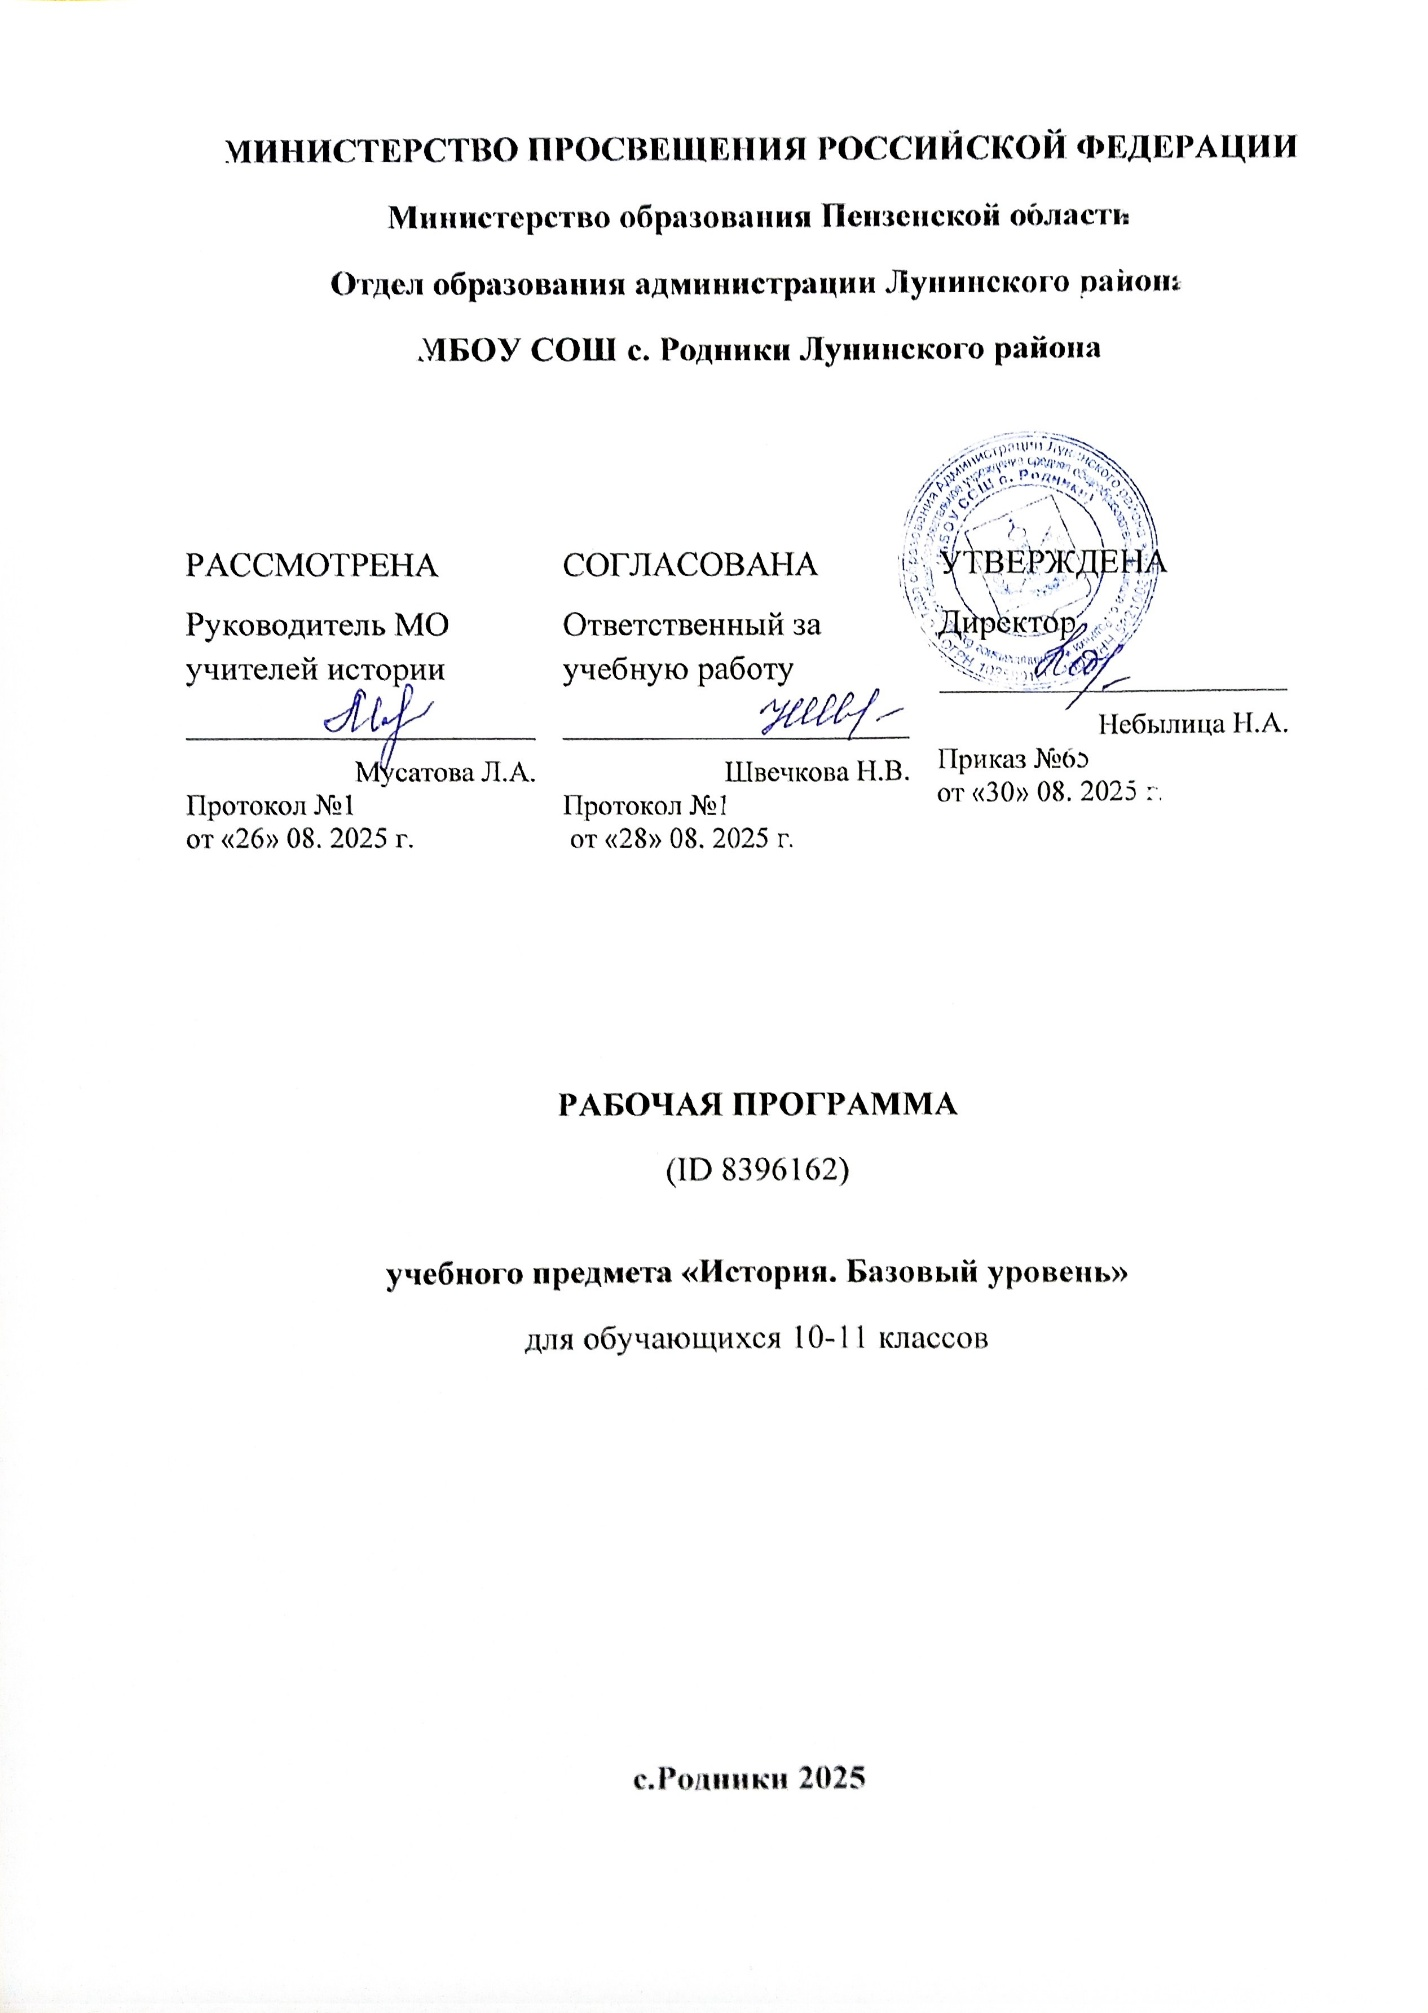 МИНИСТЕРСТВО ПРОСВЕЩЕНИЯ РОССИЙСКОЙ ФЕДЕРАЦИИ
Министерство образования Пензенской области
Отдел образования администрации Лунинского района
МБОУ СОШ с. Родники Лунинского района
МБОУ СОШ с. Родники
РАССМОТРЕНА
Руководитель МО
учителей истории
Мусатова Л.А.
Протокол №1
от «26» 08. 2025 г.
СОГЛАСОВАНА
Ответственный за
учебную работу
Швечкова Н.В.
Протокол №1
от «28» 08. 2025 г.
УТВЕРЖДЕНА
Директор
Небылица Н.А.
Приказ №65
от «30» 08. 2025 г.
РАБОЧАЯ ПРОГРАММА
(ID 8396162)
учебного предмета «История. Базовый уровень»
для обучающихся 10-11 классов
с.Родники 2025